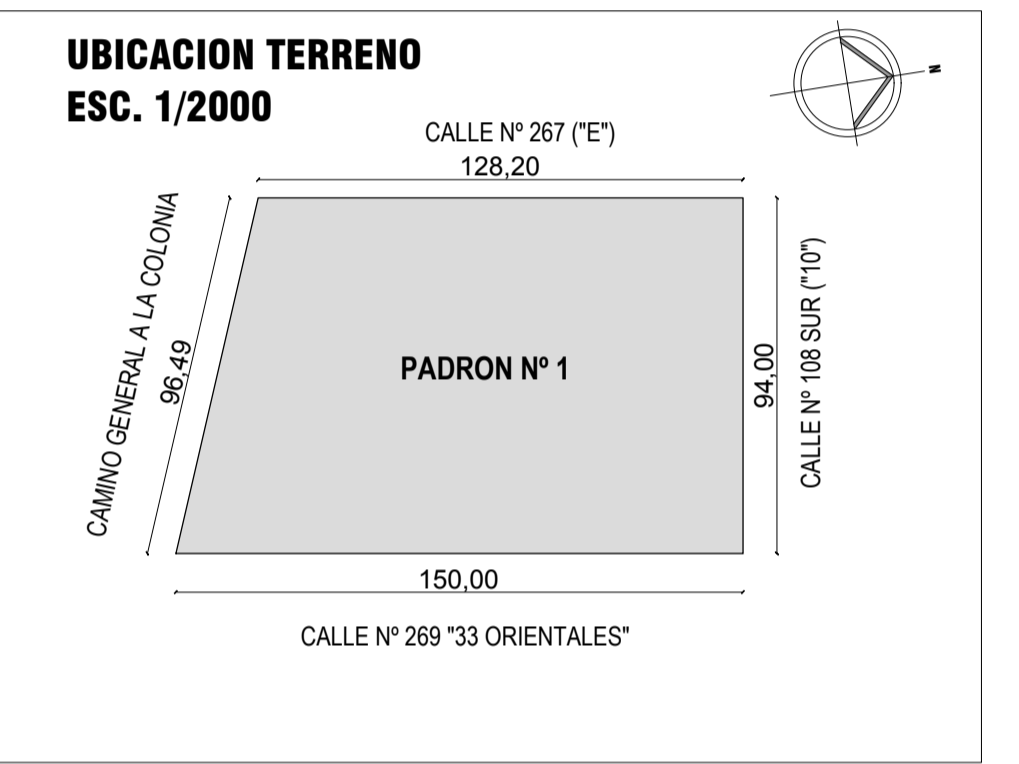 UBICACION TERRENO
ESC. 1/2000
N
CALLE Nº 267 ("E")
128,20
CAMINO GENERAL A LA COLONIA
96,49
PADRON Nº 1
94,00
CALLE Nº 108 SUR ("10")
150,00
CALLE Nº 269 "33 ORIENTALES"